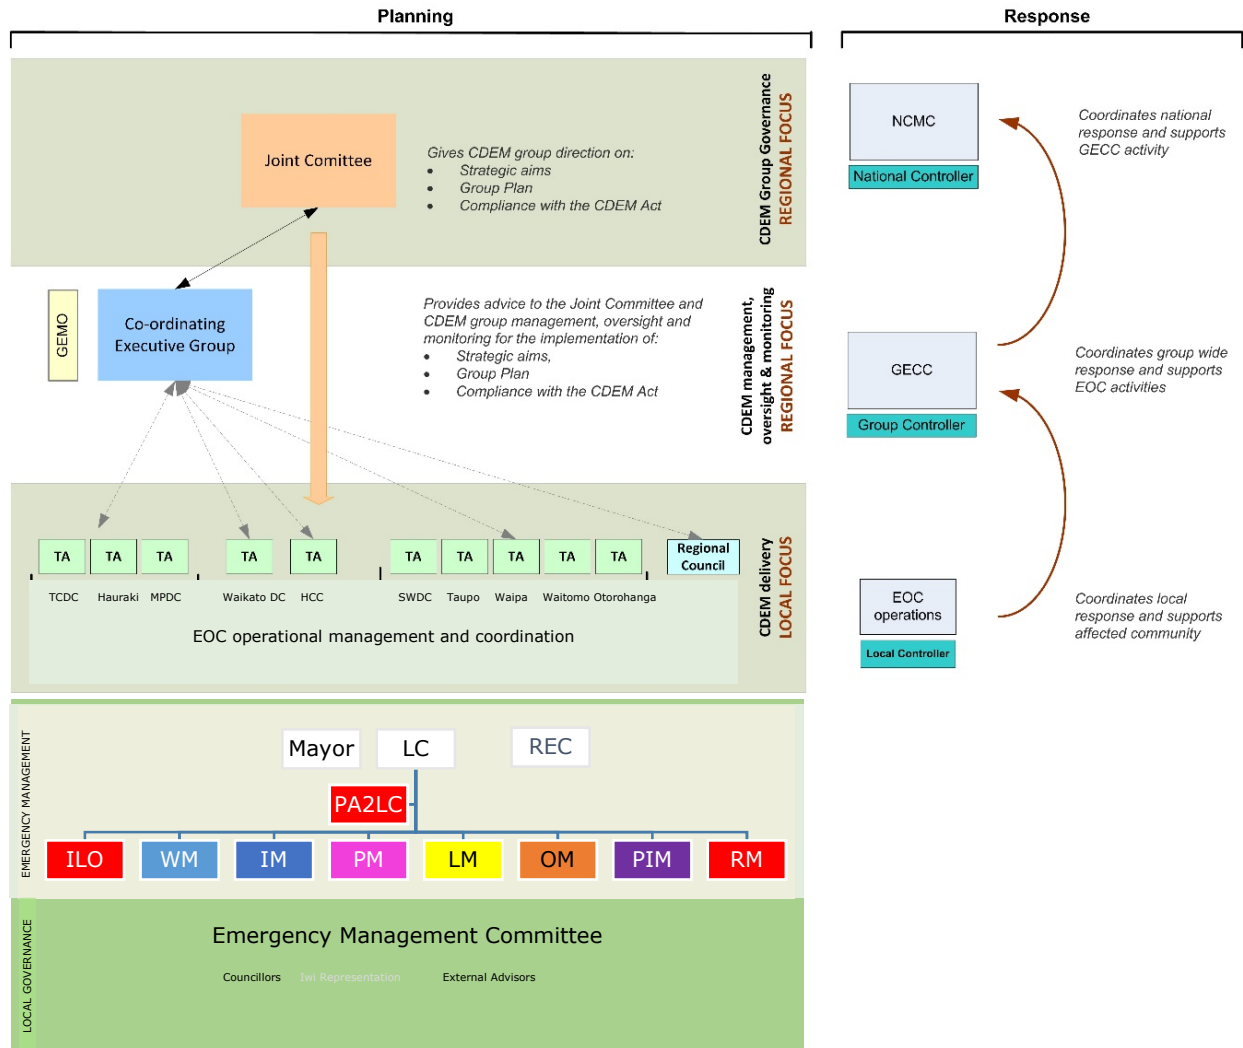 Planning
Response
Joint Comittee
Gives CDEM group direction on:
• Strategic aims
• Group Plan
• Compliance with the CDEM Act
CDEM Group Governance
REGIONAL FOCUS
NCMC
National Controller
Coordinates national
response and supports
GECC activity
GEMO
Co-ordinating
Executive Group
Provides advice to the Joint Committee and
CDEM group management, oversight and
monitoring for the implementation of:
• Strategic aims,
• Group Plan
• Compliance with the CDEM Act
CDEM management,
oversight & monitoring
REGIONAL FOCUS
GECC
Group Controller
Coordinates group wide
response and supports
EOC activities
TA TA TA TA TA TA TA TA TA TA
Regional
Council
TCDC Hauraki MPDC Waikato DC HCC SWDC Taupo Waipa Waitomo Otorohanga
EOC operational management and coordination
CDEM delivery
LOCAL FOCUS
EOC
operations
Local Controller
Coordinates local
response and supports
affected community
EMERGENCY MANAGEMENT
Mayor LC REC
PA2LC
ILO WM IM PM LM OM PIM RM
LOCAL GOVERNANCE
Emergency Management Committee
Councillors Iwi Representation External Advisors